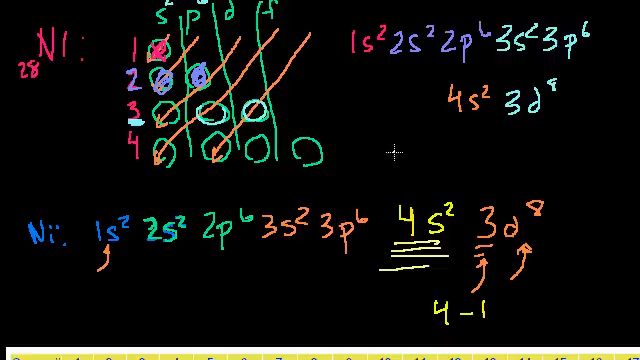 s p d f
28 Ni:
1 1s² 2s² 2p⁶ 3s² 3p⁶
2
3 4s² 3d⁸
4
Ni: 1s² 2s² 2p⁶ 3s² 3p⁶ 4s² 3d⁸
4 - 1